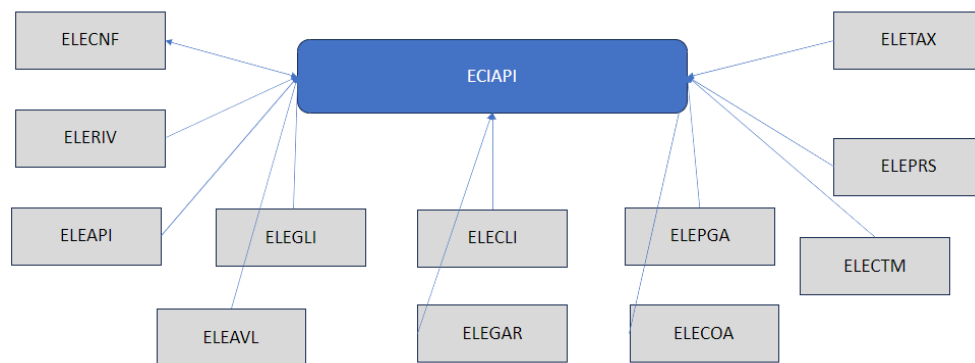 ELECNF
ECIAPI
ELETAX
ELERIV
ELEPRS
ELEAPI
ELEGLI
ELECLI
ELEPGA
ELECTM
ELEAVL
ELEGAR
ELECOA